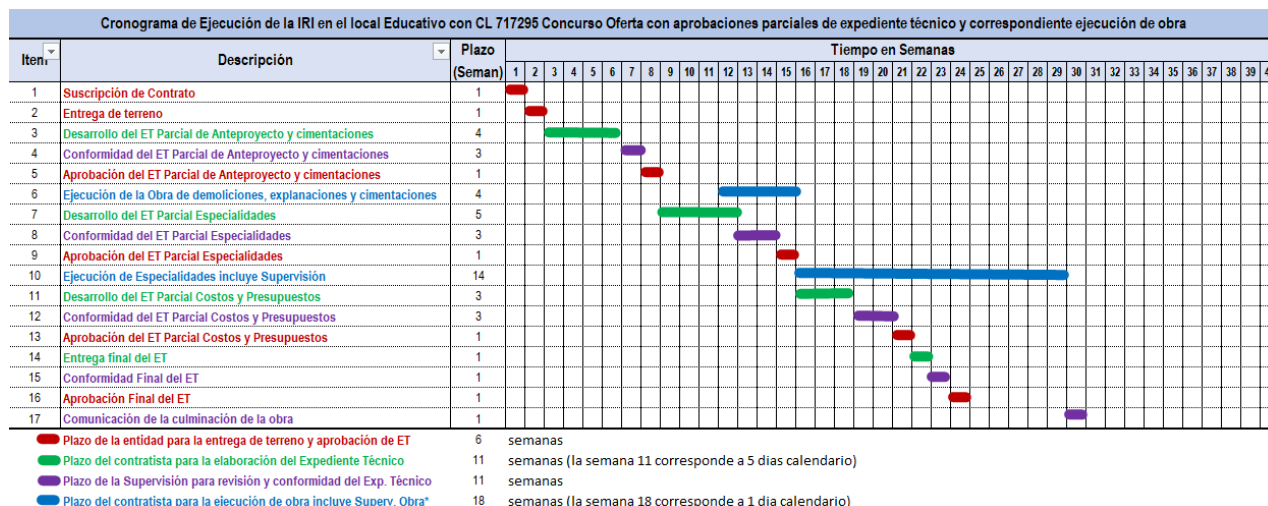 Cronograma de Ejecución de la IRI en el local Educativo con CL 717295 Concurso Oferta con aprobaciones parciales de expediente técnico y correspondiente ejecución de obra
Item Descripción Plazo (Seman) Tiempo en Semanas
1 2 3 4 5 6 7 8 9 10 11 12 13 14 15 16 17 18 19 20 21 22 23 24 25 26 27 28 29 30 31 32 33 34 35 36 37 38 39 4
1 Suscripción de Contrato 1
2 Entrega de terreno 1
3 Desarrollo del ET Parcial de Anteproyecto y cimentaciones 4
4 Conformidad del ET Parcial de Anteproyecto y cimentaciones 3
5 Aprobación del ET Parcial de Anteproyecto y cimentaciones 1
6 Ejecución de la Obra de demoliciones, explanaciones y cimentaciones 4
7 Desarrollo del ET Parcial Especialidades 5
8 Conformidad del ET Parcial Especialidades 3
9 Aprobación del ET Parcial Especialidades 1
10 Ejecución de Especialidades incluye Supervisión 14
11 Desarrollo del ET Parcial Costos y Presupuestos 3
12 Conformidad del ET Parcial Costos y Presupuestos 3
13 Aprobación del ET Parcial Costos y Presupuestos 1
14 Entrega final del ET 1
15 Conformidad Final del ET 1
16 Aprobación Final del ET 1
17 Comunicación de la culminación de la obra 1
Plazo de la entidad para la entrega de terreno y aprobación de ET 6 semanas
Plazo del contratista para la elaboración del Expediente Técnico 11 semanas (la semana 11 corresponde a 5 dias calendario)
Plazo de la Supervisión para revisión y conformidad del Exp. Técnico 11 semanas
Plazo del contratista para la ejecución de obra incluye Superv. Obra* 18 semanas (la semana 18 corresponde a 1 dia calendario)